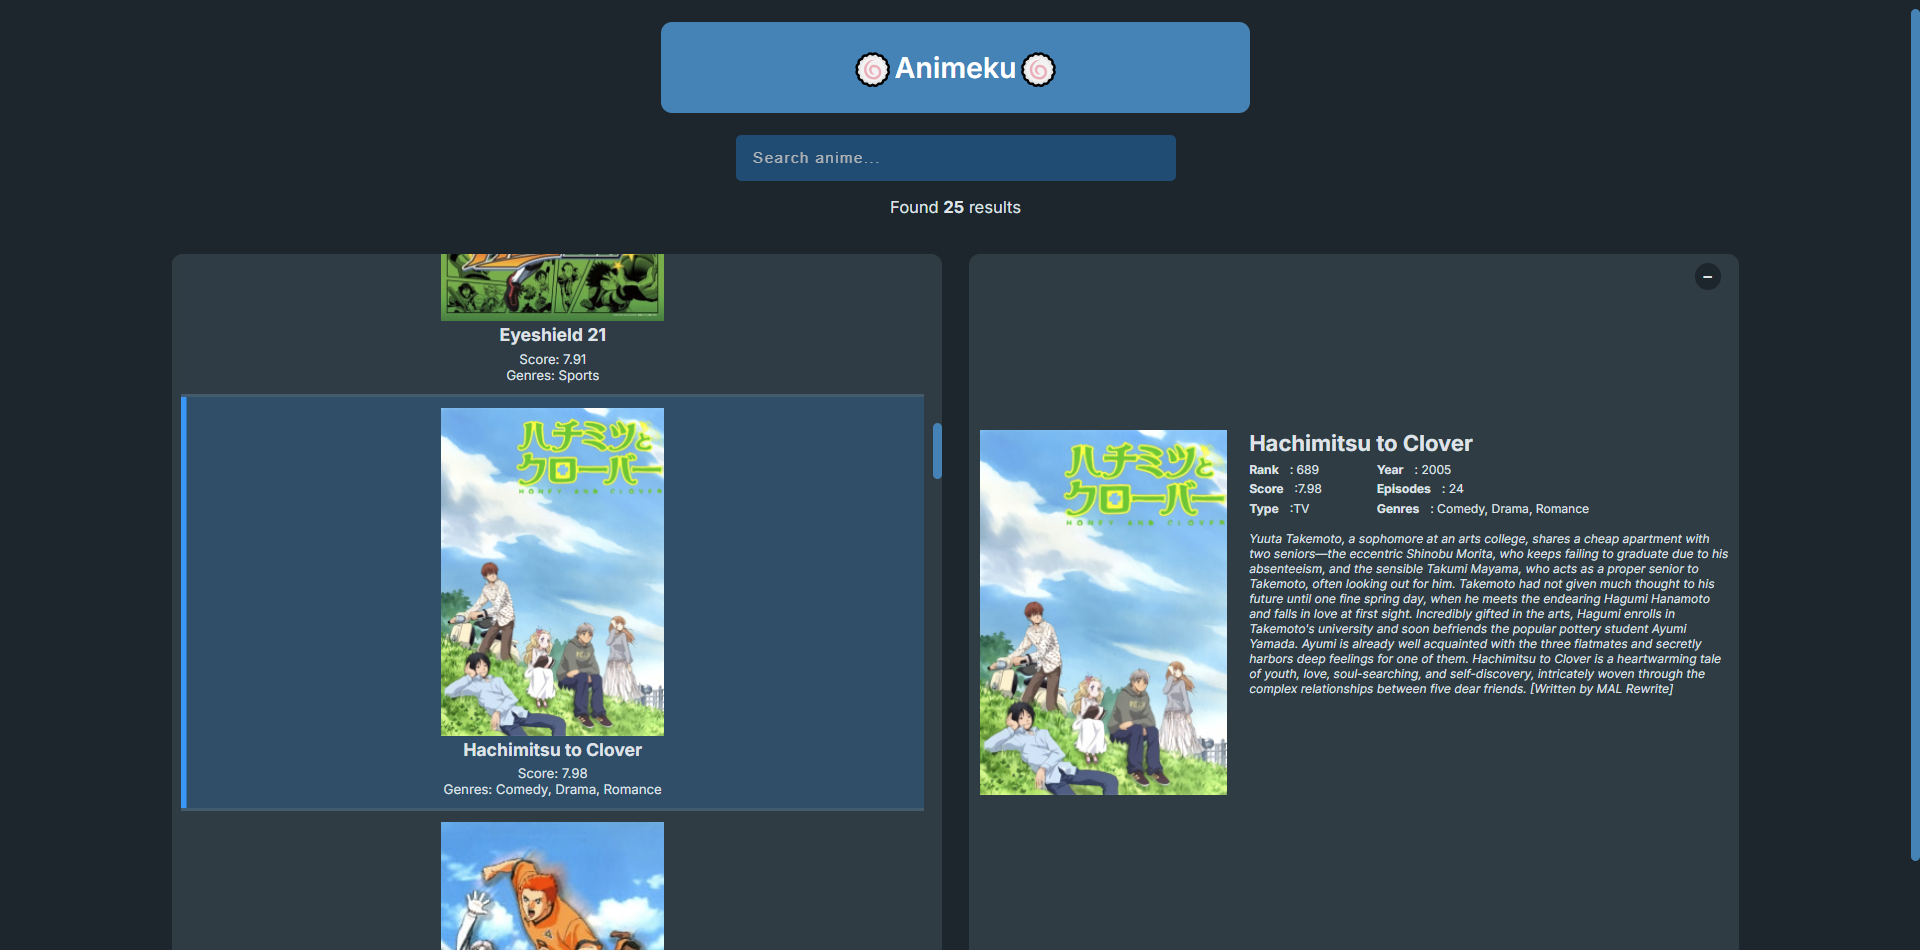 Animeku
Search anime...
Found 25 results
Eyeshield 21
Score: 7.91
Genres: Sports
ハチミツと
クローバー
HONEY AND CLOVER
Hachimitsu to Clover
Score: 7.98
Genres: Comedy, Drama, Romance
ハチミツと
クローバー
HONEY AND CLOVER
Hachimitsu to Clover
Rank : 689 Year : 2005
Score :7.98 Episodes : 24
Type :TV Genres : Comedy, Drama, Romance
Yuuta Takemoto, a sophomore at an arts college, shares a cheap apartment with
two seniors—the eccentric Shinobu Morita, who keeps failing to graduate due to his
absenteeism, and the sensible Takumi Mayama, who acts as a proper senior to
Takemoto, often looking out for him. Takemoto had not given much thought to his
future until one fine spring day, when he meets the endearing Hagumi Hanamoto
and falls in love at first sight. Incredibly gifted in the arts, Hagumi enrolls in
Takemoto's university and soon befriends the popular pottery student Ayumi
Yamada. Ayumi is already well acquainted with the three flatmates and secretly
harbors deep feelings for one of them. Hachimitsu to Clover is a heartwarming tale
of youth, love, soul-searching, and self-discovery, intricately woven through the
complex relationships between five dear friends. [Written by MAL Rewrite]